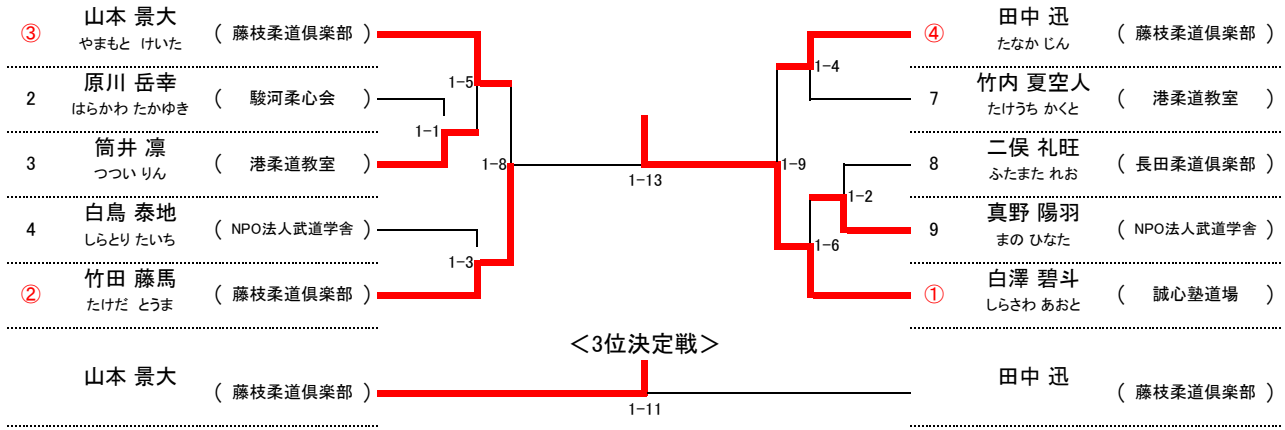 ③ 山本 景大 やまもと けいた ( 藤枝柔道倶楽部 )
2 原川 岳幸 はらかわ たかゆき ( 駿河柔心会 )
3 筒井 凛 つつい りん ( 港柔道教室 )
4 白鳥 泰地 しらとり たいち ( NPO法人武道学舎 )
② 竹田 藤馬 たけだ とうま ( 藤枝柔道倶楽部 )
1-5
1-1
1-8
1-3
1-13
1-4
1-9
1-2
1-6
田中 迅 たなか じん ④ ( 藤枝柔道倶楽部 )
7 竹内 夏空人 たけうち かくと ( 港柔道教室 )
8 二俣 礼旺 ふたまた れお ( 長田柔道倶楽部 )
9 真野 陽羽 まの ひなた ( NPO法人武道学舎 )
① 白澤 碧斗 しらさわ あおと ( 誠心塾道場 )
＜3位決定戦＞
山本 景大 ( 藤枝柔道倶楽部 )
1-11
田中 迅 ( 藤枝柔道倶楽部 )